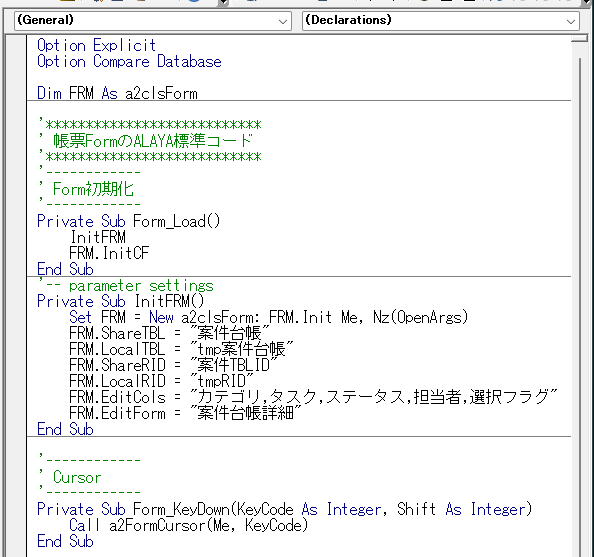 (General)
(Declarations)
Option Explicit
Option Compare Database
Dim FRM As a2clsForm
'***************************
' 帳票FormのALAYA標準コード
'***************************
'------------
' Form初期化
'------------
Private Sub Form_Load()
InitFRM
FRM.InitCF
End Sub
'-- parameter settings
Private Sub InitFRM()
Set FRM = New a2clsForm: FRM.Init Me, Nz(OpenArgs)
FRM.ShareTBL = "案件台帳"
FRM.LocalTBL = "tmp案件台帳"
FRM.ShareRID = "案件TBLID"
FRM.LocalRID = "tmpRID"
FRM.EditCols = "カテゴリ,タスク,ステータス,担当者,選択フラグ"
FRM.EditForm = "案件台帳詳細"
End Sub
'------------
' Cursor
'------------
Private Sub Form_KeyDown(KeyCode As Integer, Shift As Integer)
Call a2FormCursor(Me, KeyCode)
End Sub